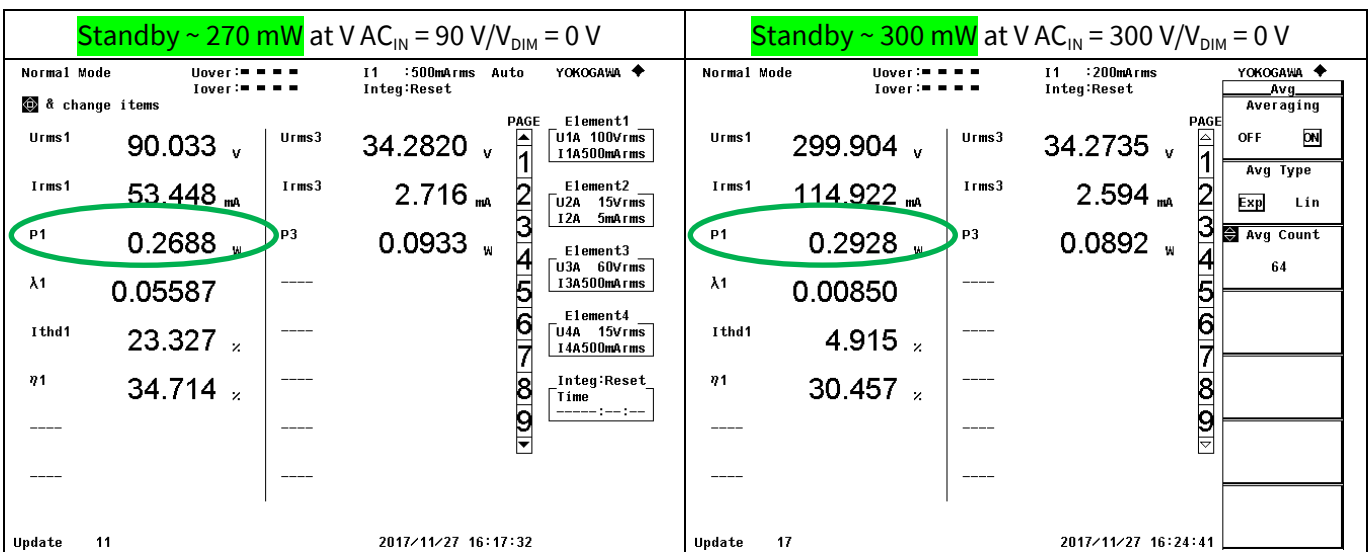 Standby ~ 270 mW at V AC_IN = 90 V/V_DIM = 0 V
Normal Mode Uover:▪ ▪ ▪ ▪ I1 :500mArms Auto YOKOGAWA ◆
Iover:▪ ▪ ▪ ▪ Integ:Reset
& change items
PAGE Element1
Urms1 90.033 V Urms3 34.2820 V 1 U1A 100Vrms
I1A500mArms
Irms1 53.448 mA Irms3 2.716 mA 2 Element2
U2A 15Vrms
I2A 5mArms
P1 0.2688 W P3 0.0933 W 3
4 Element3
U3A 60Vrms
λ1 0.05587 ---- 5 I3A500mArms
Ithd1 23.327 % ---- 6 Element4
U4A 15Vrms
7 I4A500mArms
η1 34.714 % ---- 8 Integ:Reset
Time
---- ---- 9 -----:--:--
---- ----
Update 11 2017/11/27 16:17:32
Standby ~ 300 mW at V AC_IN = 300 V/V_DIM = 0 V
Normal Mode Uover:▪ ▪ ▪ ▪ I1 :200mArms YOKOGAWA ◆
Iover:▪ ▪ ▪ ▪ Integ:Reset Avg
Averaging
PAGE
Urms1 299.904 V Urms3 34.2735 V 1 OFF ON
Avg Type
Irms1 114.922 mA Irms3 2.594 mA 2 Exp Lin
P1 0.2928 W P3 0.0892 W 3 Avg Count
4 64
λ1 0.00850 ---- 5
Ithd1 4.915 % ---- 6
7
η1 30.457 % ---- 8
---- ---- 9
---- ----
Update 17 2017/11/27 16:24:41